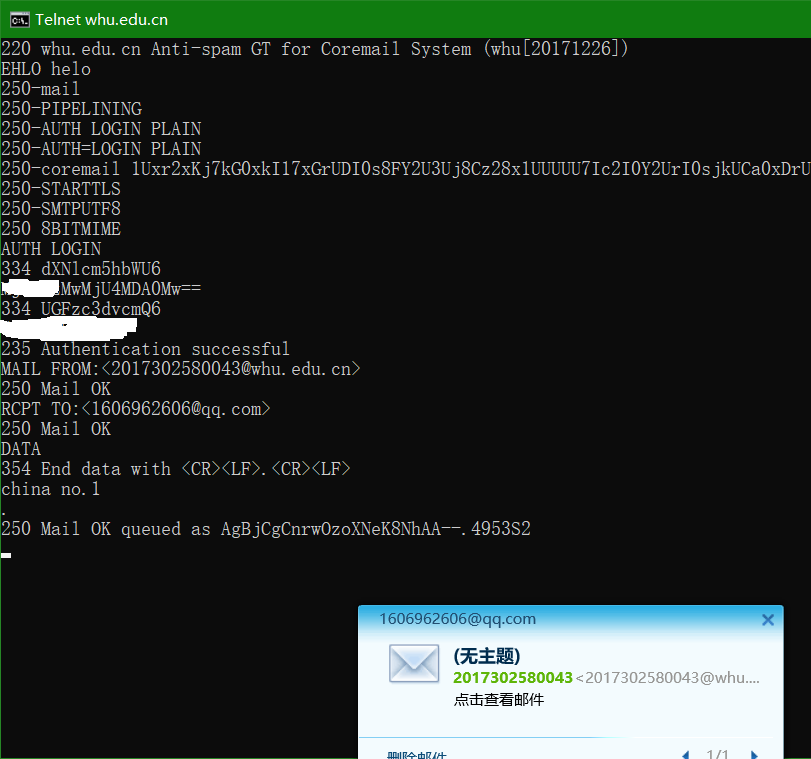 Telnet whu.edu.cn
220 whu.edu.cn Anti-spam GT for Coremail System (whu[20171226])
EHLO helo
250-mail
250-PIPELINING
250-AUTH LOGIN PLAIN
250-AUTH=LOGIN PLAIN
250-coremail 1Uxr2xKj7kG0xkI17xGrUDI0s8FY2U3Uj8Cz28x1UUUUU7Ic2I0Y2UrI0sjkUCa0xDrU
250-STARTTLS
250-SMTPUTF8
250 8BITMIME
AUTH LOGIN
334 dXNlcm5hbWU6
MwMjU4MDA0Mw==
334 UGFzc3dvcmQ6
235 Authentication successful
MAIL FROM:<2017302580043@whu.edu.cn>
250 Mail OK
RCPT TO:<1606962606@qq.com>
250 Mail OK
DATA
354 End data with <CR><LF>.<CR><LF>
china no.1
.
250 Mail OK queued as AgBjCgCnrwOzoXNeK8NhAA--.4953S2
1606962606@qq.com
(无主题)
2017302580043<2017302580043@whu....
点击查看邮件
删除邮件 1/1